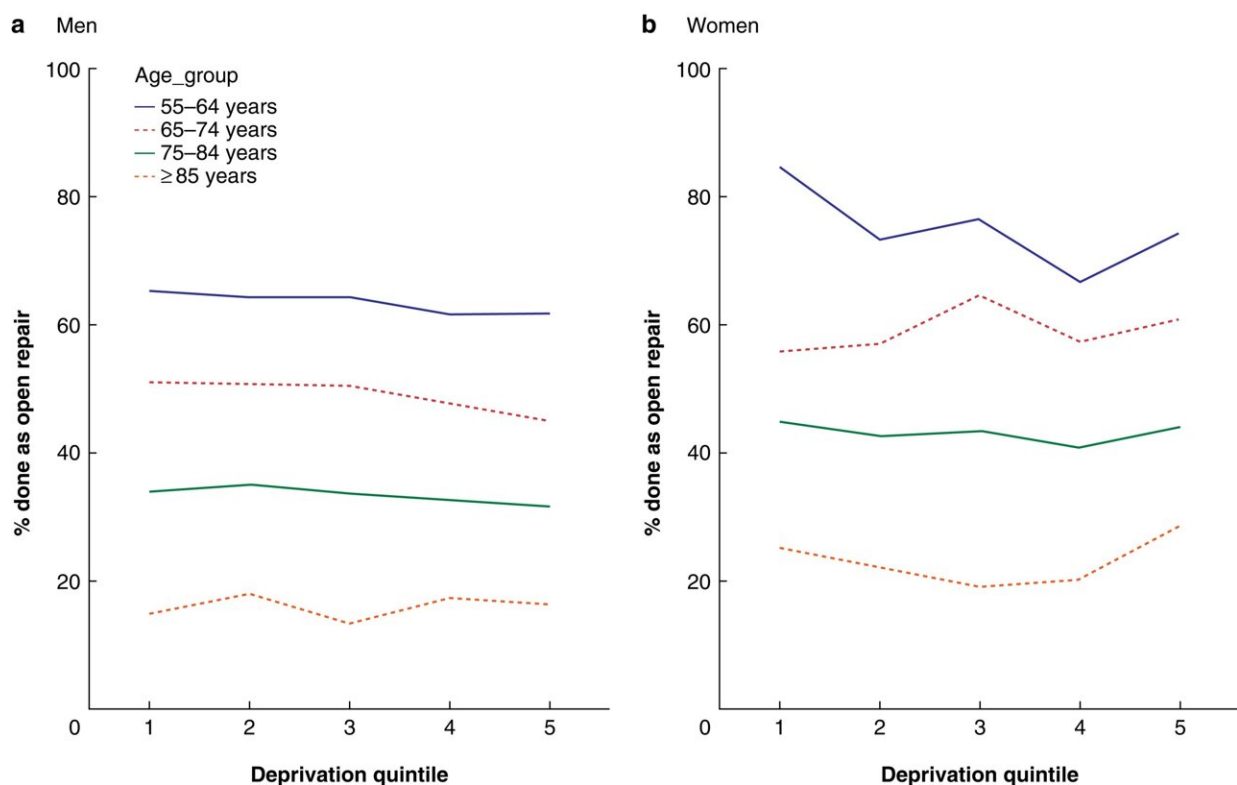 a Men
100
80
60
40
20
0
% done as open repair
Age_group
55–64 years
65–74 years
75–84 years
≥85 years
1 2 3 4 5
Deprivation quintile
b Women
100
80
60
40
20
0
% done as open repair
1 2 3 4 5
Deprivation quintile